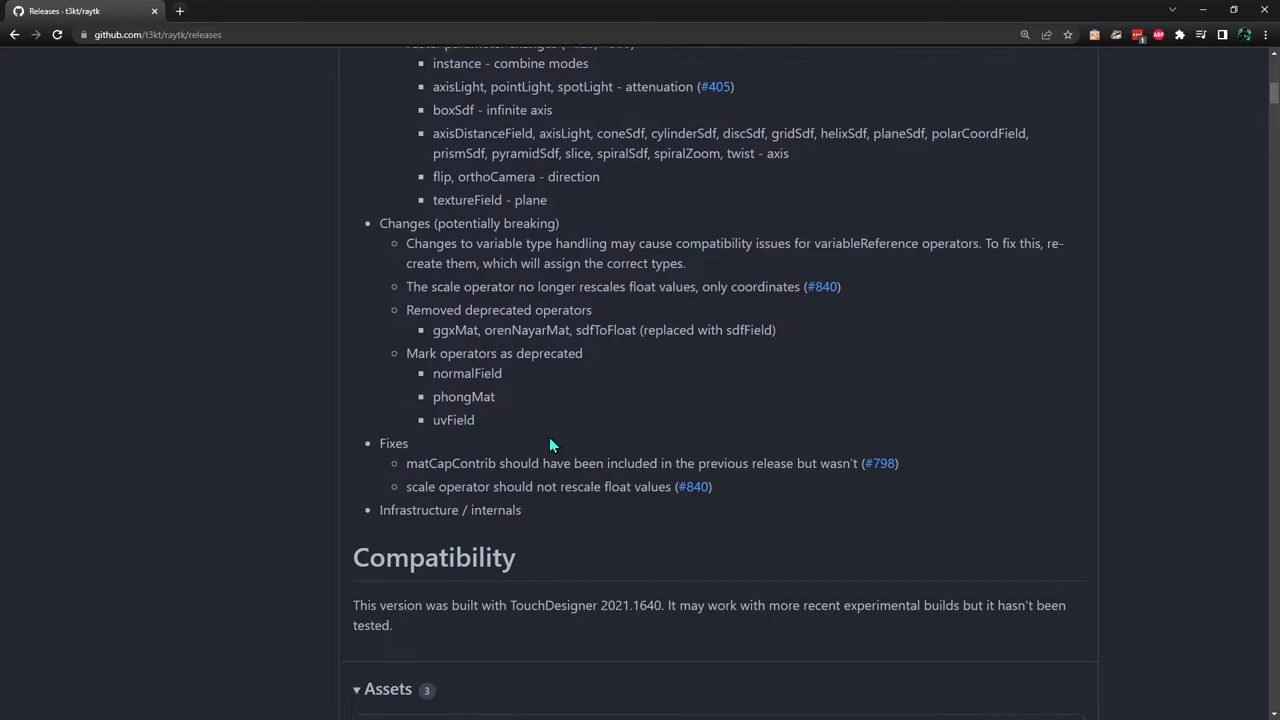 Releases · t3kt/raytk
github.com/t3kt/raytk/releases
1
ABP
instance - combine modes
axisLight, pointLight, spotLight - attenuation (#405)
boxSdf - infinite axis
axisDistanceField, axisLight, coneSdf, cylinderSdf, discSdf, gridSdf, helixSdf, planeSdf, polarCoordField,
prismSdf, pyramidSdf, slice, spiralSdf, spiralZoom, twist - axis
flip, orthoCamera - direction
textureField - plane
Changes (potentially breaking)
Changes to variable type handling may cause compatibility issues for variableReference operators. To fix this, re-
create them, which will assign the correct types.
The scale operator no longer rescales float values, only coordinates (#840)
Removed deprecated operators
ggxMat, orenNayarMat, sdfToFloat (replaced with sdfField)
Mark operators as deprecated
normalField
phongMat
uvField
Fixes
matCapContrib should have been included in the previous release but wasn't (#798)
scale operator should not rescale float values (#840)
Infrastructure / internals
Compatibility
This version was built with TouchDesigner 2021.1640. It may work with more recent experimental builds but it hasn't been
tested.
Assets 3